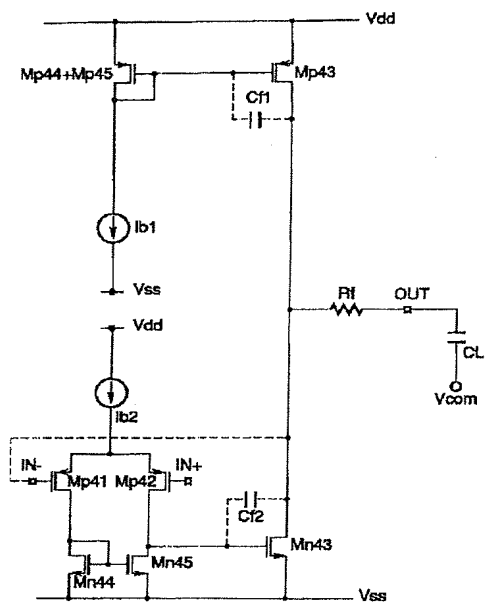 Vdd
Mp44+Mp45
Mp43
Cf1
Ib1
Vss
Vdd
Rf
OUT
CL
Vcom
Ib2
IN-
Mp41
Mp42
IN+
Cf2
Mn43
Mn44
Mn45
Vss